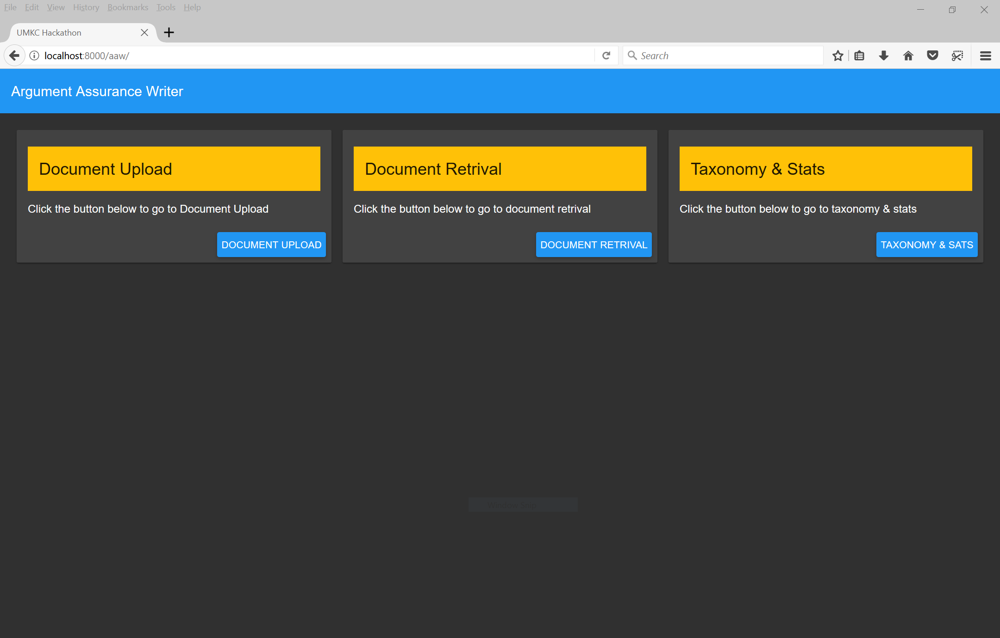 File Edit View History Bookmarks Tools Help
UMKC Hackathon
localhost:8000/aaw/
Search
Argument Assurance Writer
Document Upload
Click the button below to go to Document Upload
DOCUMENT UPLOAD
Document Retrival
Click the button below to go to document retrival
DOCUMENT RETRIVAL
Taxonomy & Stats
Click the button below to go to taxonomy & stats
TAXONOMY & SATS
Window Snip